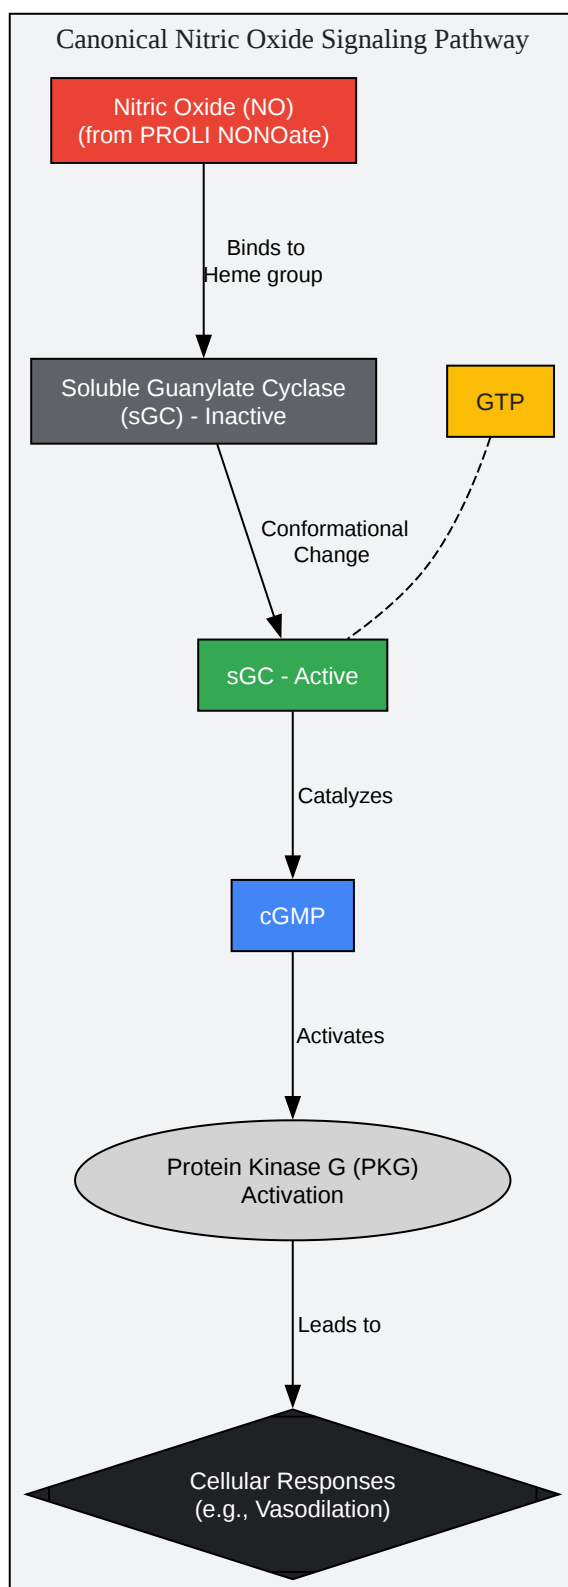 Canonical Nitric Oxide Signaling Pathway
Nitric Oxide (NO)
(from PROLI NONOate)
Binds to
Heme group
Soluble Guanylate Cyclase
(sGC) - Inactive
GTP
Conformational
Change
sGC - Active
Catalyzes
cGMP
Activates
Protein Kinase G (PKG)
Activation
Leads to
Cellular Responses
(e.g., Vasodilation)